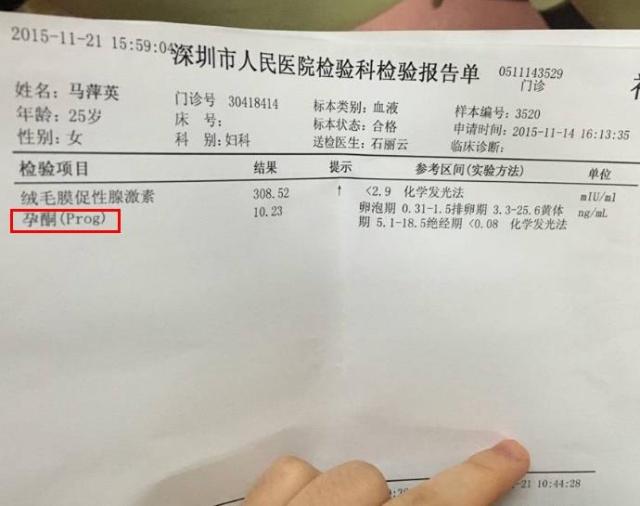 2015-11-21 15:59:04 深圳市人民医院检验科检验报告单 0511143529
门诊
姓名：马萍英 门诊号 30418414 标本类别：血液 样本编号：3520
年龄：25岁 床 号： 标本状态：合格 申请时间：2015-11-14 16:13:35
性别：女 科 别：妇科 送检医生：石丽云 临床诊断：
检验项目 结果 提示 参考区间(实验方法) 单位
绒毛膜促性腺激素 308.52 ↑ <2.9 化学发光法 mIU/ml
孕酮(Prog) 10.23 卵泡期 0.31-1.5排卵期 3.3-25.6黄体 ng/mL
期 5.1-18.5绝经期 <0.08 化学发光法
-21 10:44:28